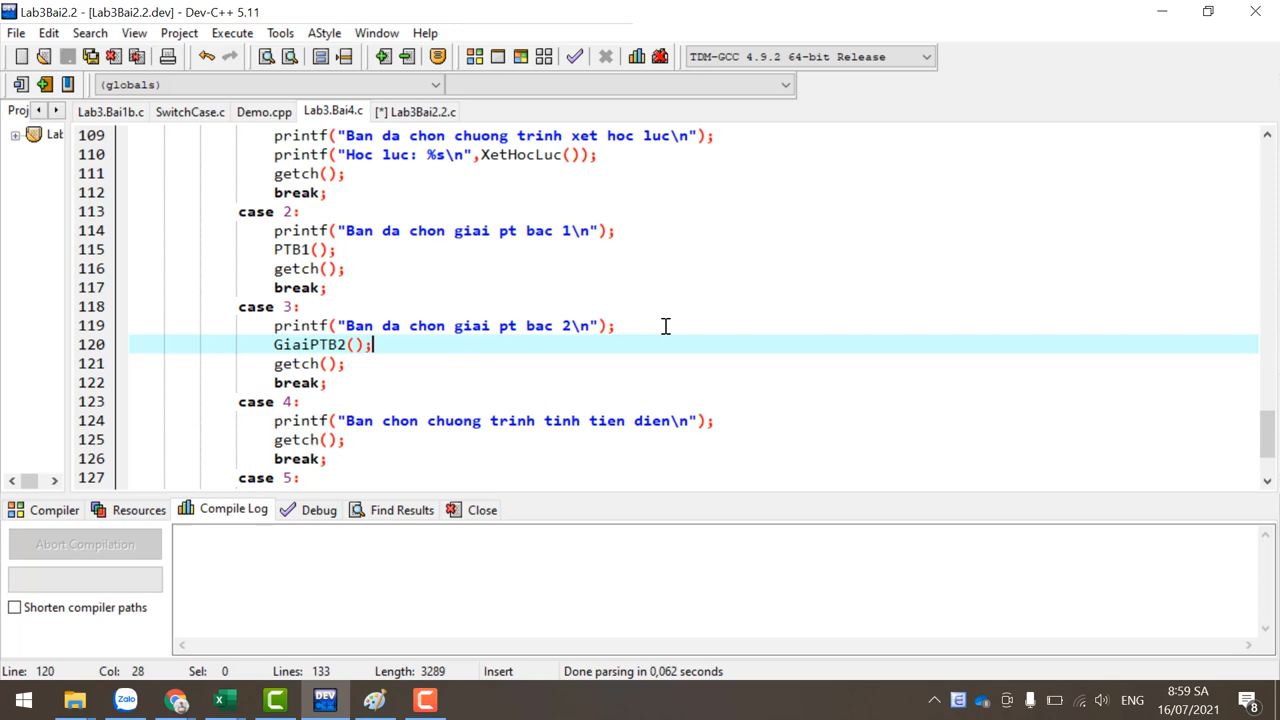 Lab3Bai2.2 - [Lab3Bai2.2.dev] - Dev-C++ 5.11
File Edit Search View Project Execute Tools AStyle Window Help
TDM-GCC 4.9.2 64-bit Release
(globals)
Proj Lab3.Bai1b.c SwitchCase.c Demo.cpp Lab3.Bai4.c [*] Lab3Bai2.2.c
Lab
109 printf("Ban da chon chuong trinh xet hoc luc\n");
110 printf("Hoc luc: %s\n",XetHocLuc());
111 getch();
112 break;
113 case 2:
114 printf("Ban da chon giai pt bac 1\n");
115 PTB1();
116 getch();
117 break;
118 case 3:
119 printf("Ban da chon giai pt bac 2\n");
120 GiaiPTB2();
121 getch();
122 break;
123 case 4:
124 printf("Ban chon chuong trinh tinh tien dien\n");
125 getch();
126 break;
127 case 5:
Compiler Resources Compile Log Debug Find Results Close
Abort Compilation
Shorten compiler paths
Line: 120 Col: 28 Sel: 0 Lines: 133 Length: 3289 Insert Done parsing in 0,062 seconds
Zalo DEV ENG 8:59 SA
16/07/2021 8